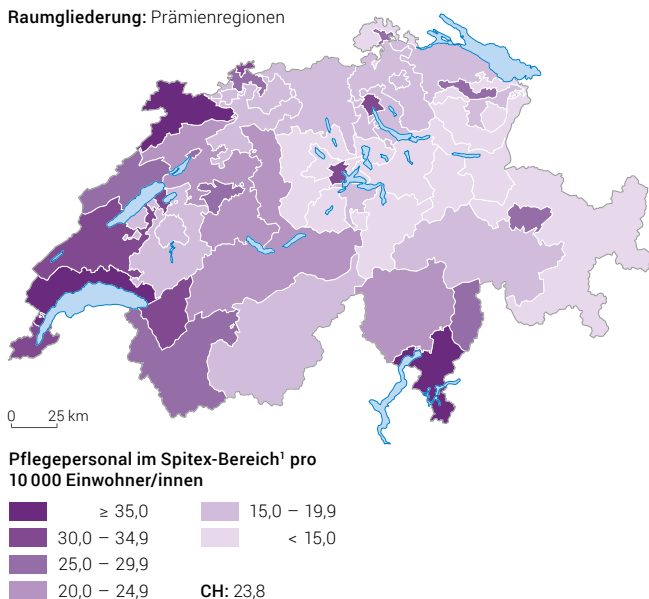 Raumgliederung: Prämienregionen
0 25 km
Pflegepersonal im Spitex-Bereich¹ pro
10 000 Einwohner/innen
≥ 35,0
30,0 – 34,9
25,0 – 29,9
20,0 – 24,9
15,0 – 19,9
< 15,0
CH: 23,8